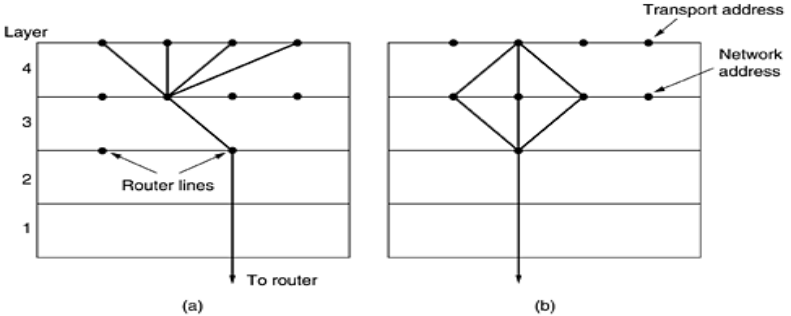 Transport address
Layer
4
Network
address
3
Router lines
2
1
To router
(a)
(b)